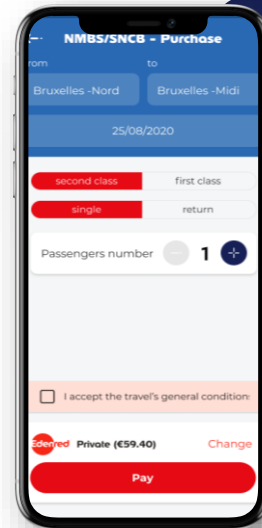 NMBS/SNCB - Purchase
rom to
Bruxelles -Nord Bruxelles -Midi
25/08/2020
second class first class
single return
Passengers number 1
I accept the travel's general condition
Edenred Private (€59.40) Change
Pay